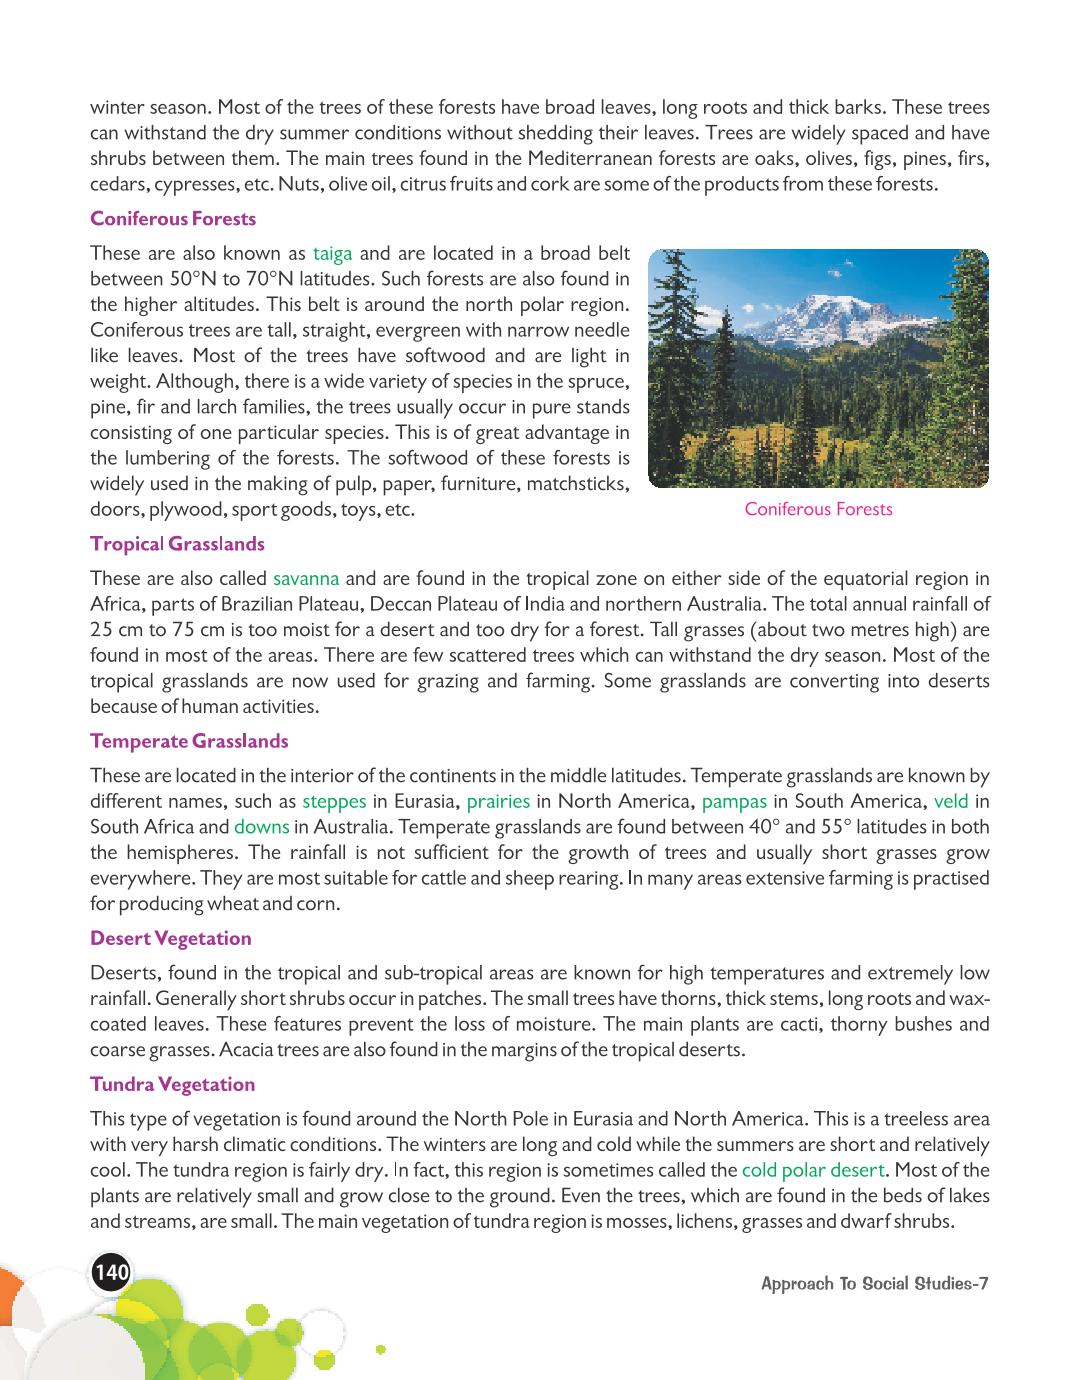 winter season. Most of the trees of these forests have broad leaves, long roots and thick barks. These trees
can withstand the dry summer conditions without shedding their leaves. Trees are widely spaced and have
shrubs between them. The main trees found in the Mediterranean forests are oaks, olives, figs, pines, firs,
cedars, cypresses, etc. Nuts, olive oil, citrus fruits and cork are some of the products from these forests.
Coniferous Forests
These are also known as taiga and are located in a broad belt
between 50°N to 70°N latitudes. Such forests are also found in
the higher altitudes. This belt is around the north polar region.
Coniferous trees are tall, straight, evergreen with narrow needle
like leaves. Most of the trees have softwood and are light in
weight. Although, there is a wide variety of species in the spruce,
pine, fir and larch families, the trees usually occur in pure stands
consisting of one particular species. This is of great advantage in
the lumbering of the forests. The softwood of these forests is
widely used in the making of pulp, paper, furniture, matchsticks,
doors, plywood, sport goods, toys, etc.
Coniferous Forests
Tropical Grasslands
These are also called savanna and are found in the tropical zone on either side of the equatorial region in
Africa, parts of Brazilian Plateau, Deccan Plateau of India and northern Australia. The total annual rainfall of
25 cm to 75 cm is too moist for a desert and too dry for a forest. Tall grasses (about two metres high) are
found in most of the areas. There are few scattered trees which can withstand the dry season. Most of the
tropical grasslands are now used for grazing and farming. Some grasslands are converting into deserts
because of human activities.
Temperate Grasslands
These are located in the interior of the continents in the middle latitudes. Temperate grasslands are known by
different names, such as steppes in Eurasia, prairies in North America, pampas in South America, veld in
South Africa and downs in Australia. Temperate grasslands are found between 40° and 55° latitudes in both
the hemispheres. The rainfall is not sufficient for the growth of trees and usually short grasses grow
everywhere. They are most suitable for cattle and sheep rearing. In many areas extensive farming is practised
for producing wheat and corn.
Desert Vegetation
Deserts, found in the tropical and sub-tropical areas are known for high temperatures and extremely low
rainfall. Generally short shrubs occur in patches. The small trees have thorns, thick stems, long roots and wax-
coated leaves. These features prevent the loss of moisture. The main plants are cacti, thorny bushes and
coarse grasses. Acacia trees are also found in the margins of the tropical deserts.
Tundra Vegetation
This type of vegetation is found around the North Pole in Eurasia and North America. This is a treeless area
with very harsh climatic conditions. The winters are long and cold while the summers are short and relatively
cool. The tundra region is fairly dry. In fact, this region is sometimes called the cold polar desert. Most of the
plants are relatively small and grow close to the ground. Even the trees, which are found in the beds of lakes
and streams, are small. The main vegetation of tundra region is mosses, lichens, grasses and dwarf shrubs.
140
Approach To Social Studies-7